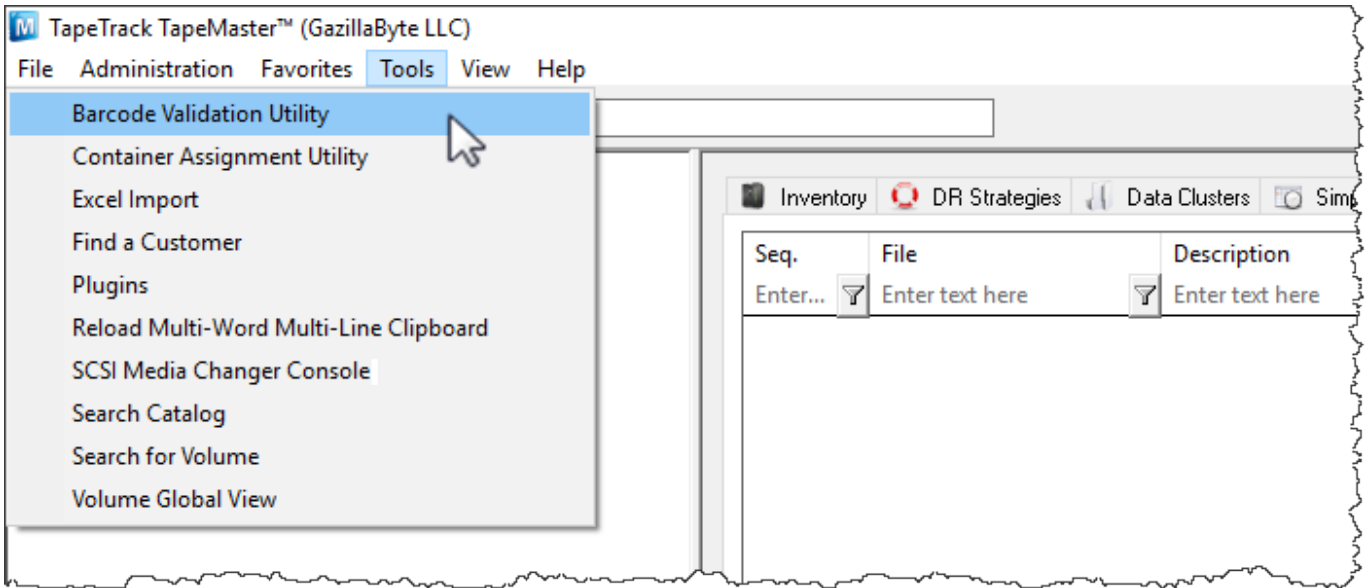 TapeTrack TapeMaster™ (GazillaByte LLC)
File Administration Favorites Tools View Help
Barcode Validation Utility
Container Assignment Utility
Excel Import
Find a Customer
Plugins
Reload Multi-Word Multi-Line Clipboard
SCSI Media Changer Console
Search Catalog
Search for Volume
Volume Global View
Inventory DR Strategies Data Clusters
Seq. File Description
Enter... Enter text here Enter text here